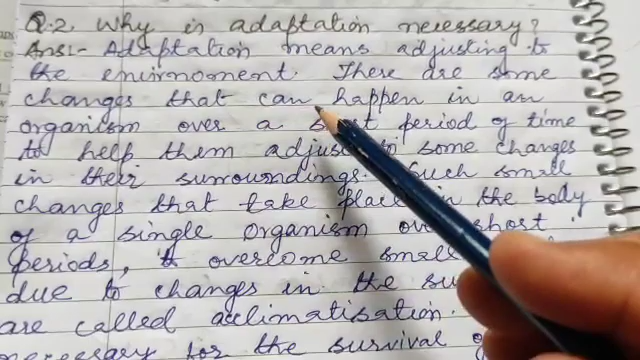 Q.2. Why is adaptation necessary?
Ans:- Adaptation means adjusting to
the envirnoment. There are some
changes that can happen in an
organism over a short period of time
to help them adjust to some changes
in their surroundings. Such small
changes that take place in the body
of a single organism over short
periods, to overcome small
due to changes in the
are called acclimatisation.
necessary for the survival